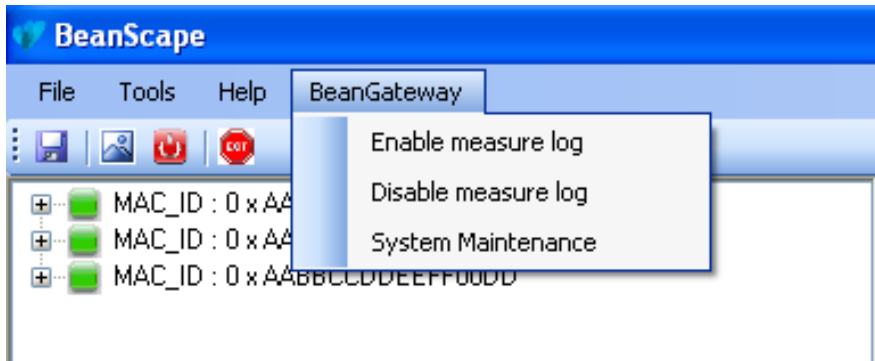 BeanScape
File Tools Help BeanGateway
Enable measure log
Disable measure log
System Maintenance
MAC_ID : 0 x AA
MAC_ID : 0 x AA
MAC_ID : 0 x AABBCCDDEEFF00DD